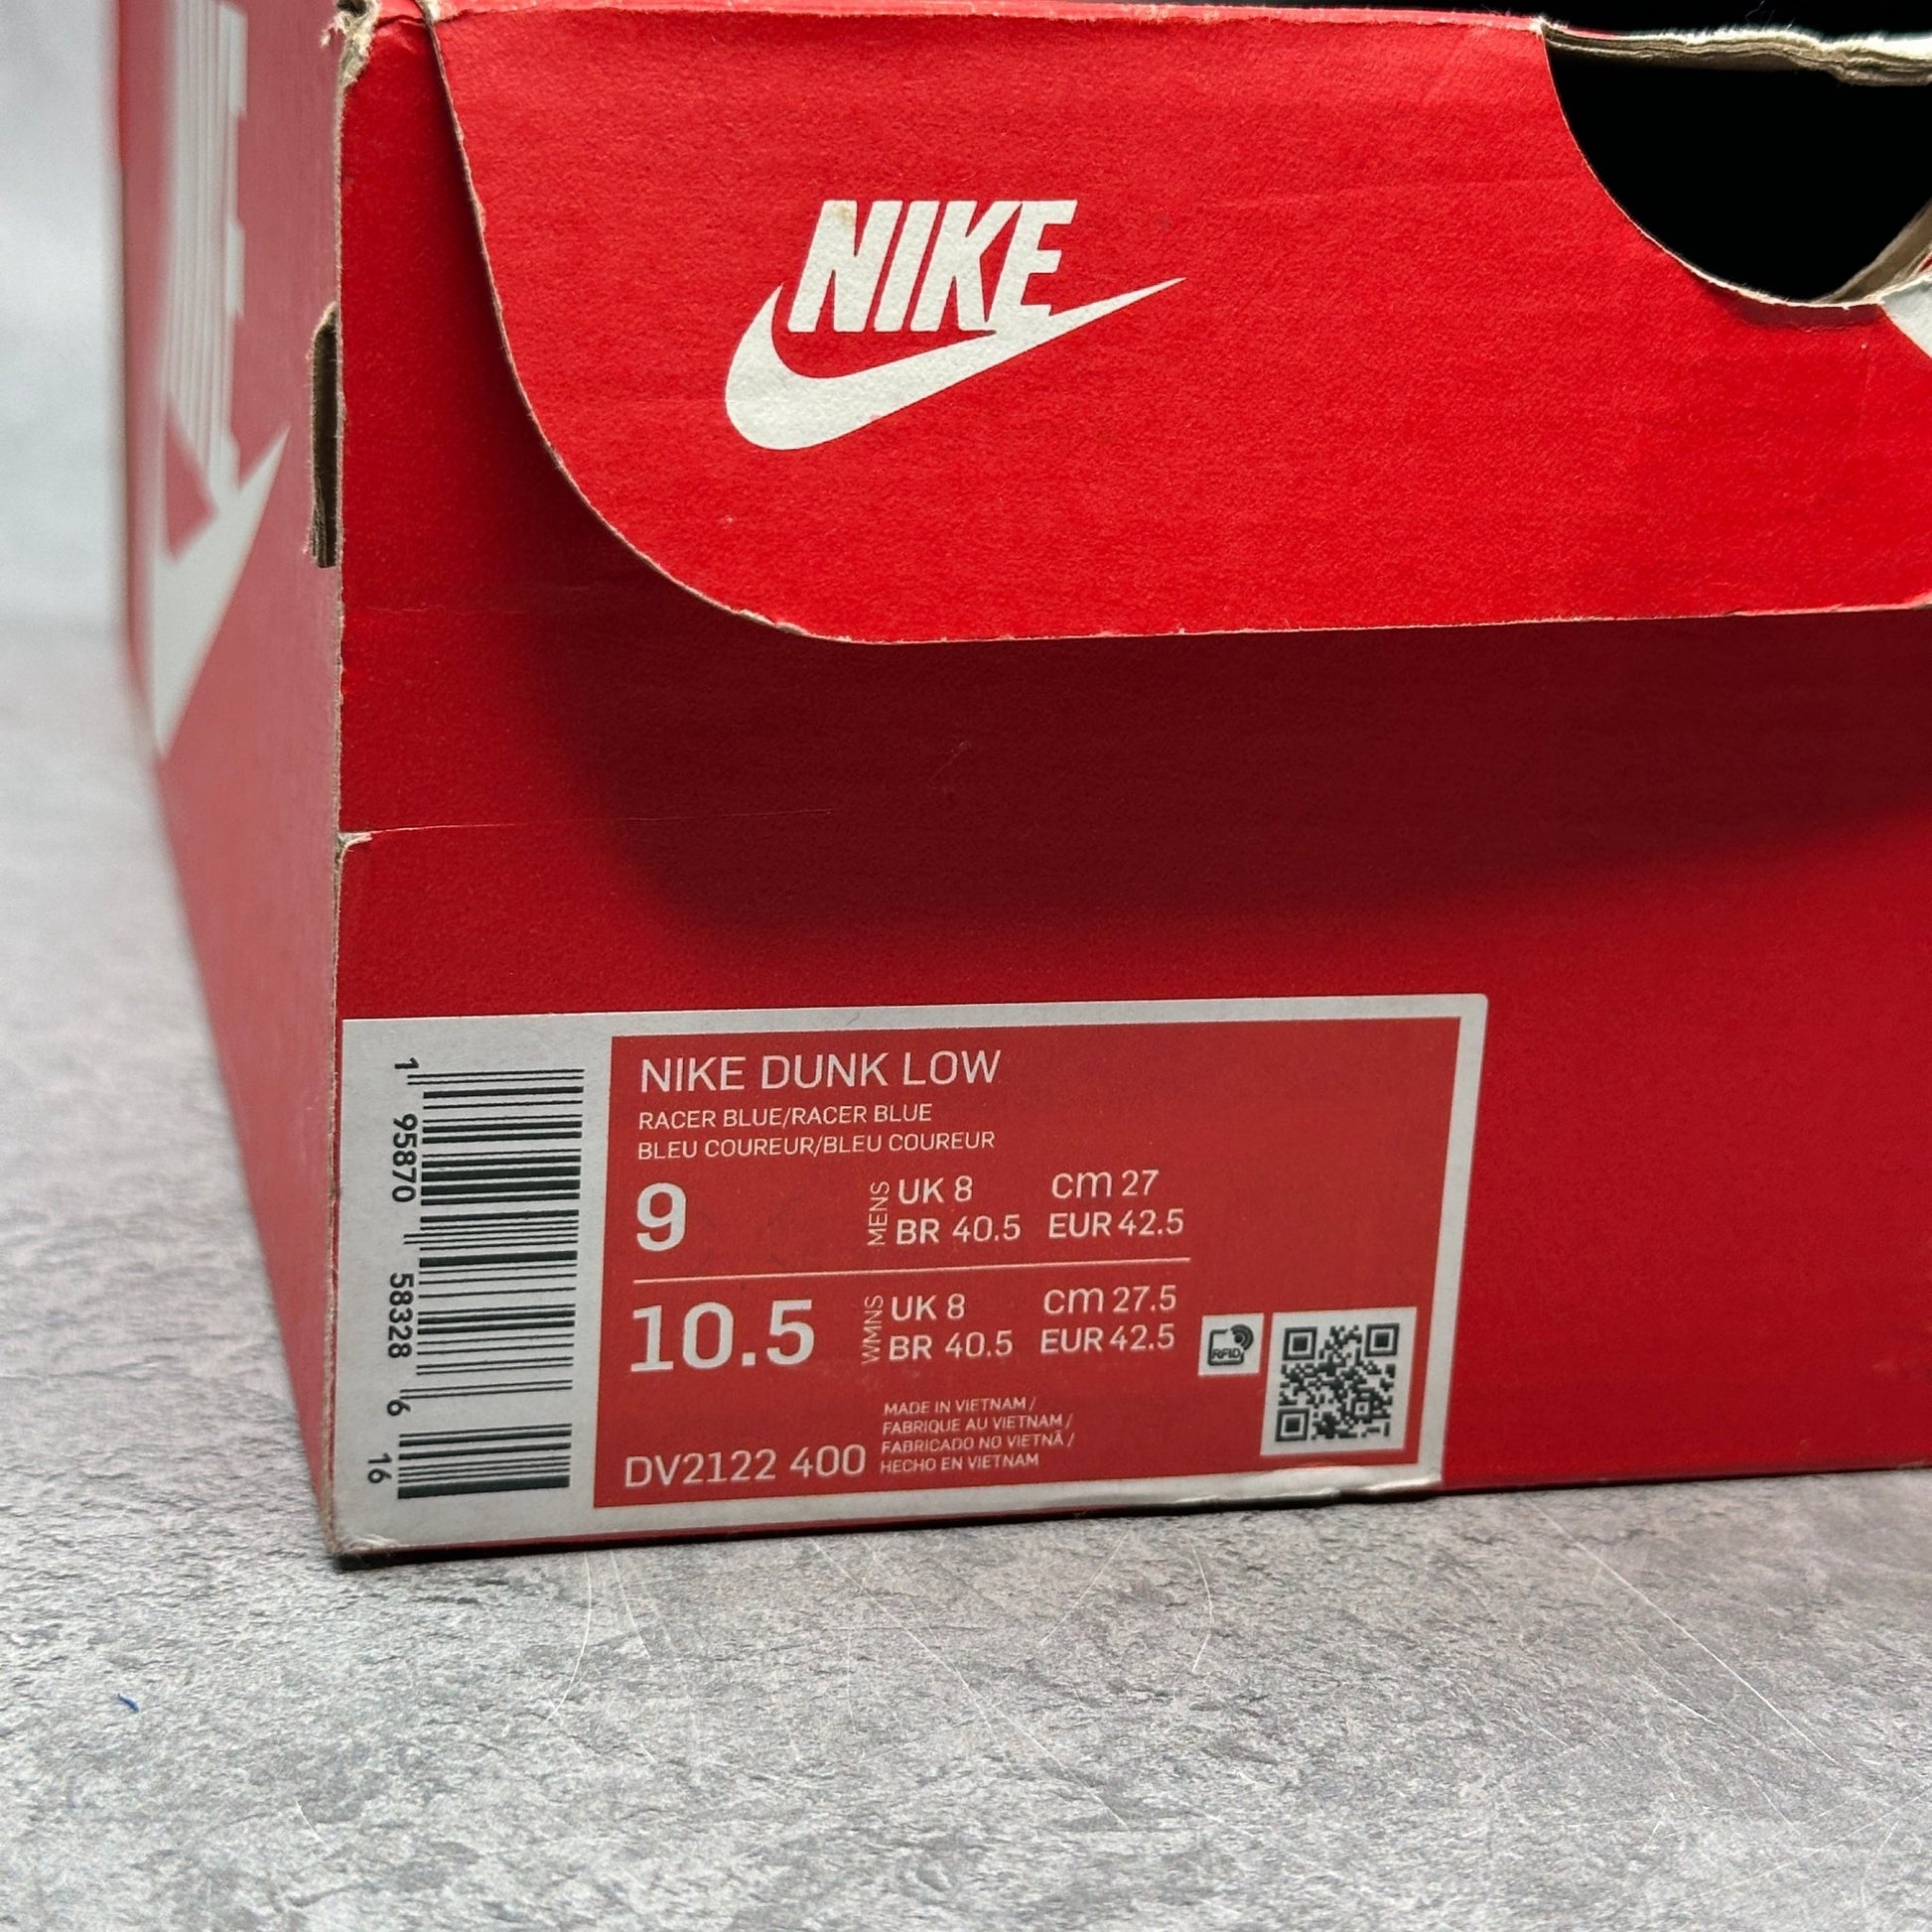 NIKE
NIKE
NIKE DUNK LOW
RACER BLUE/RACER BLUE
BLEU COUREUR/BLEU COUREUR
9 MENS UK 8 cm 27
BR 40.5 EUR 42.5
10.5 WMNS UK 8 cm 27.5
BR 40.5 EUR 42.5
RFID
MADE IN VIETNAM /
FABRIQUE AU VIETNAM /
FABRICADO NO VIETNÃ /
HECHO EN VIETNAM
DV2122 400
1 95870 58328 6 16